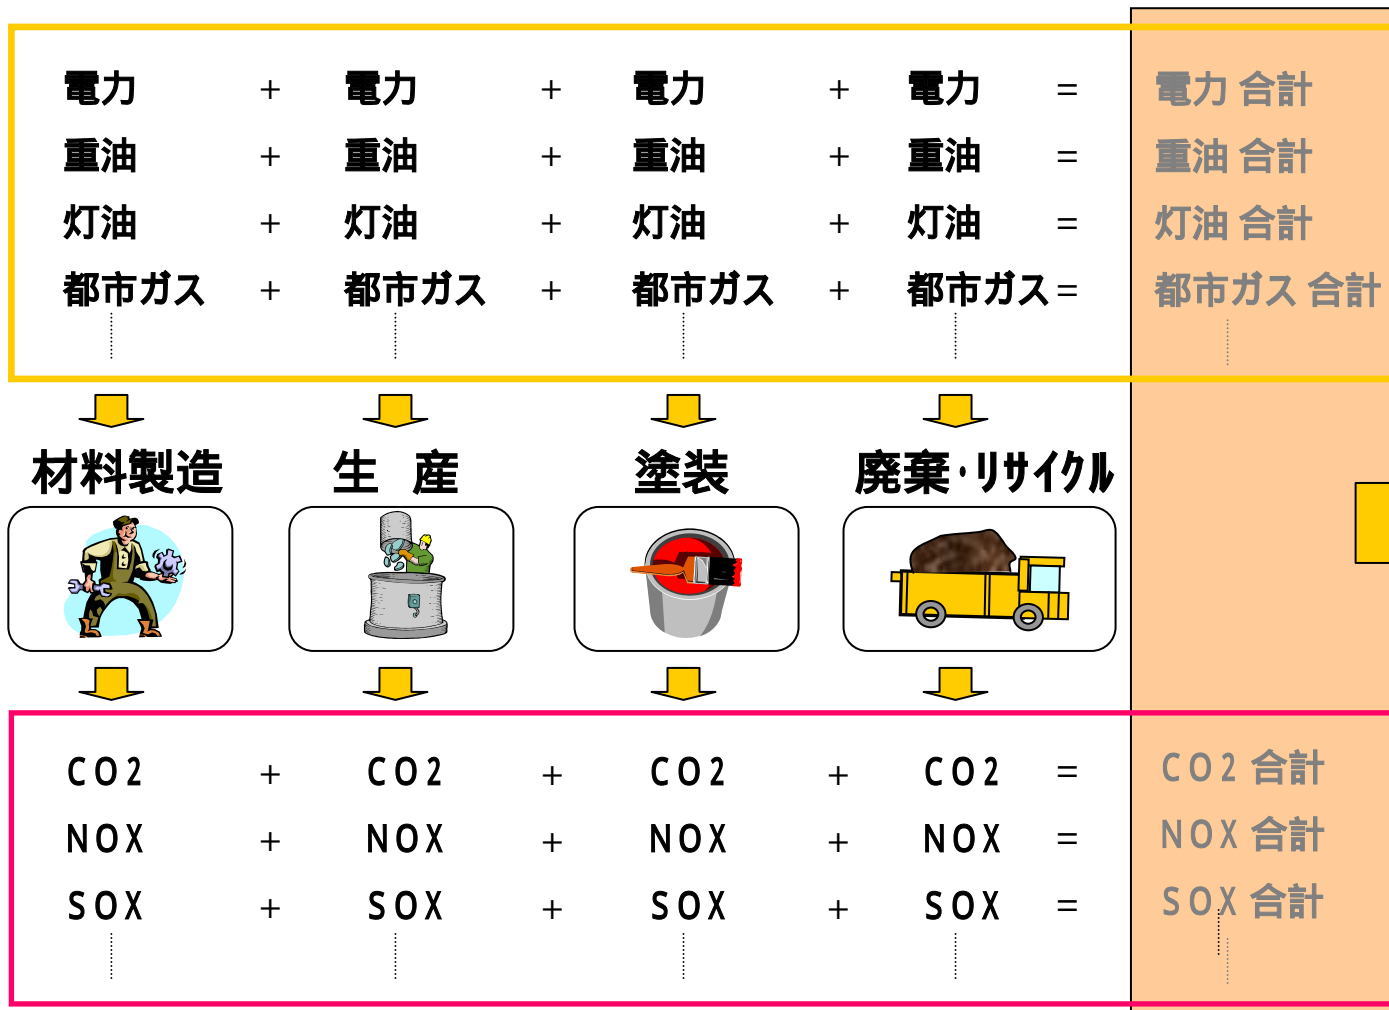 電力 + 電力 + 電力 + 電力 = 電力 合計
重油 + 重油 + 重油 + 重油 = 重油 合計
灯油 + 灯油 + 灯油 + 灯油 = 灯油 合計
都市ガス + 都市ガス + 都市ガス + 都市ガス = 都市ガス 合計
材料製造 生 産 塗装 廃棄・ﾘｻｲｸﾙ
ＣＯ２ + ＣＯ２ + ＣＯ２ + ＣＯ２ = ＣＯ２ 合計
ＮＯＸ + ＮＯＸ + ＮＯＸ + ＮＯＸ = ＮＯＸ 合計
ＳＯＸ + ＳＯＸ + ＳＯＸ + ＳＯＸ = ＳＯＸ 合計